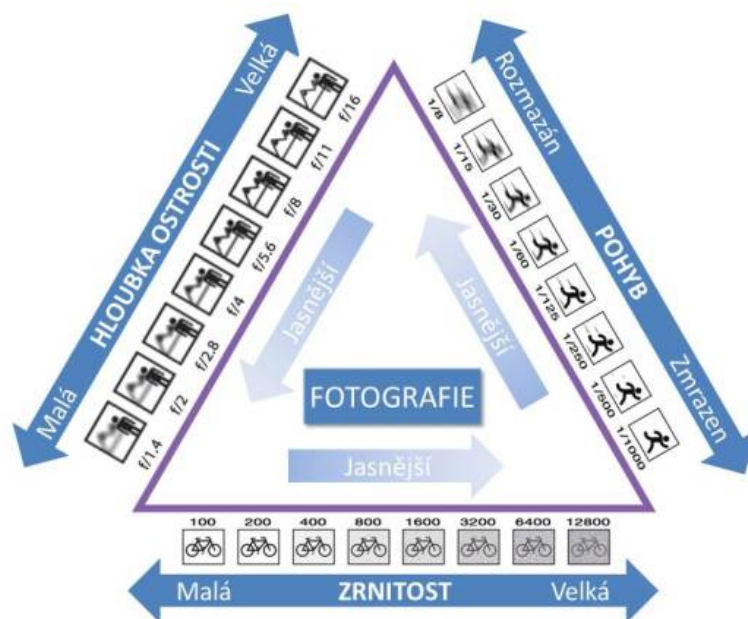 Velká
HLOUBKA OSTROSTI
Malá
f/16
f/11
f/8
f/5.6
f/4
f/2.8
f/2
f/1.4
Rozmazán
POHYB
Zmrazen
1/8
1/15
1/30
1/60
1/125
1/250
1/500
1/1000
Jasnější
Jasnější
FOTOGRAFIE
Jasnější
100 200 400 800 1600 3200 6400 12800
Malá ZRNITOST Velká